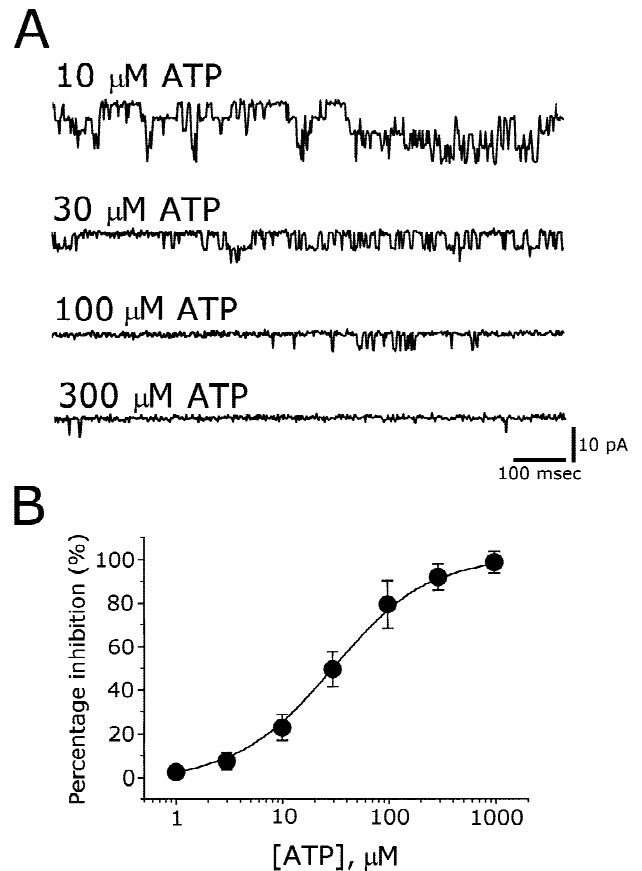 A
10 μM ATP
30 μM ATP
100 μM ATP
300 μM ATP
10 pA
100 msec
B
Percentage inhibition (%)
100
80
60
40
20
0
1 10 100 1000
[ATP], μM